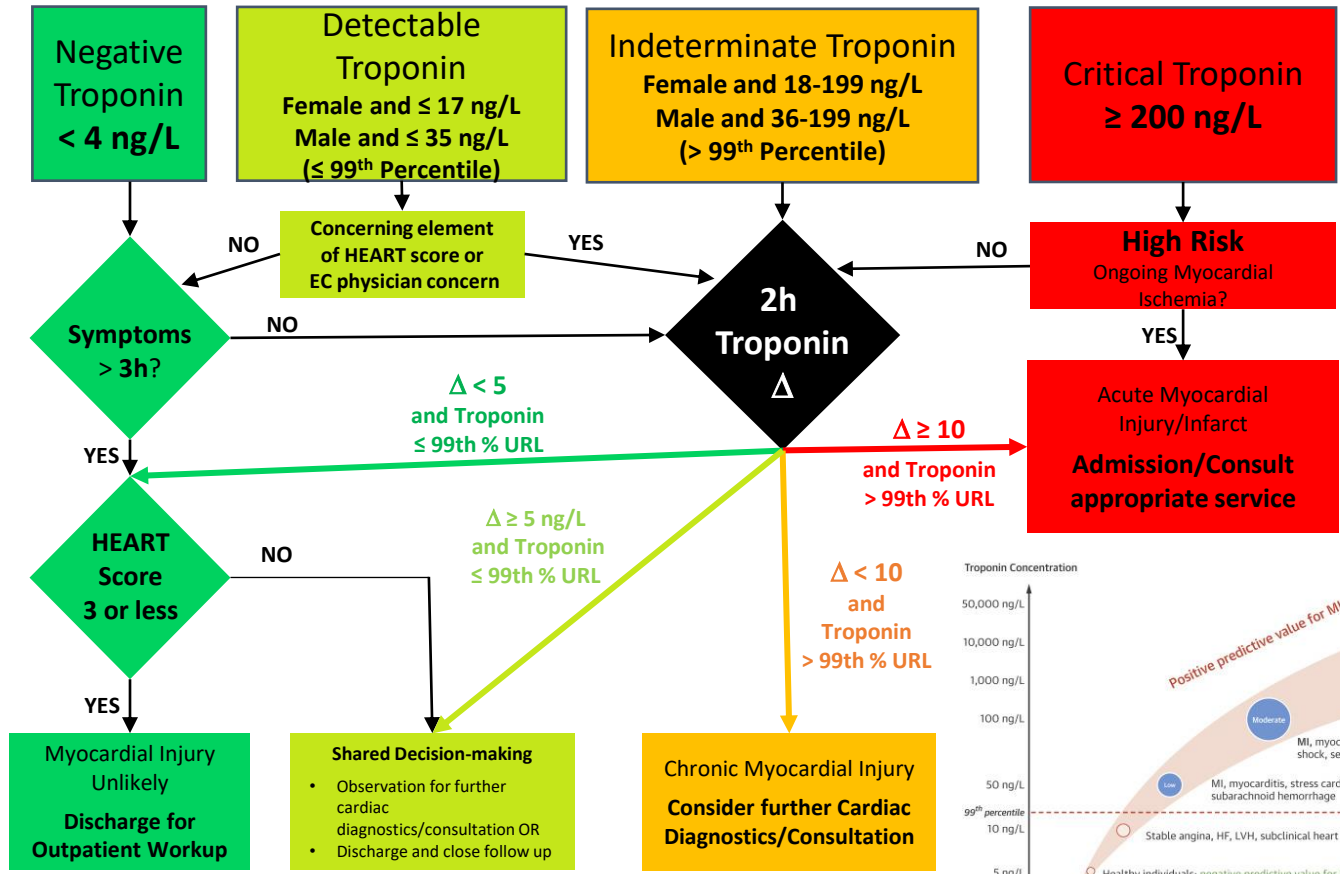 Negative
Troponin
< 4 ng/L
Detectable
Troponin
Female and ≤ 17 ng/L
Male and ≤ 35 ng/L
(≤ 99th Percentile)
Indeterminate Troponin
Female and 18-199 ng/L
Male and 36-199 ng/L
(> 99th Percentile)
Critical Troponin
≥ 200 ng/L
NO
Concerning element
of HEART score or
EC physician concern
YES
NO
High Risk
Ongoing Myocardial
Ischemia?
Symptoms
> 3h?
NO
2h
Troponin
Δ
YES
Δ < 5
and Troponin
≤ 99th % URL
Δ ≥ 10
and Troponin
> 99th % URL
Acute Myocardial
Injury/Infarct
Admission/Consult
appropriate service
YES
HEART
Score
3 or less
NO
Δ ≥ 5 ng/L
and Troponin
≤ 99th % URL
Δ < 10
and
Troponin
> 99th % URL
YES
Myocardial Injury
Unlikely
Discharge for
Outpatient Workup
Shared Decision-making
• Observation for further
cardiac
diagnostics/consultation OR
• Discharge and close follow up
Chronic Myocardial Injury
Consider further Cardiac
Diagnostics/Consultation
Troponin Concentration
50,000 ng/L
10,000 ng/L
1,000 ng/L
100 ng/L
50 ng/L
99th percentile
10 ng/L
5 ng/L
Positive predictive value for MI
Moderate
MI, myoc
shock, se
Low
MI, myocarditis, stress card
subarachnoid hemorrhage
Stable angina, HF, LVH, subclinical heart
Healthy individuals: negative predictive value for